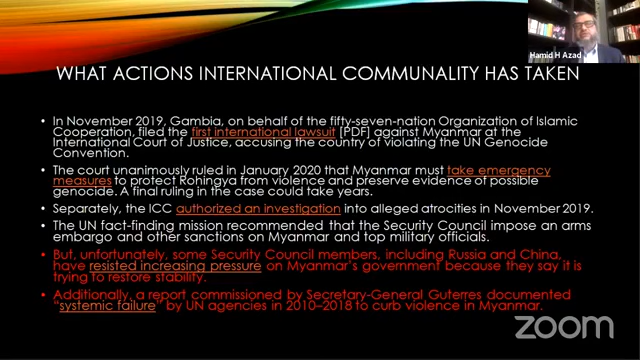 Hamid H Azad
WHAT ACTIONS INTERNATIONAL COMMUNALITY HAS TAKEN
• In November 2019, Gambia, on behalf of the fifty-seven-nation Organization of Islamic
Cooperation, filed the first international lawsuit [PDF] against Myanmar at the
International Court of Justice, accusing the country of violating the UN Genocide
Convention.
• The court unanimously ruled in January 2020 that Myanmar must take emergency
measures to protect Rohingya from violence and preserve evidence of possible
genocide. A final ruling in the case could take years.
• Separately, the ICC authorized an investigation into alleged atrocities in November 2019.
• The UN fact-finding mission recommended that the Security Council impose an arms
embargo and other sanctions on Myanmar and top military officials.
• But, unfortunately, some Security Council members, including Russia and China,
have resisted increasing pressure on Myanmar's government because they say it is
trying to restore stability.
• Additionally, a report commissioned by Secretary-General Guterres documented
"systemic failure" by UN agencies in 2010–2018 to curb violence in Myanmar.
zoom